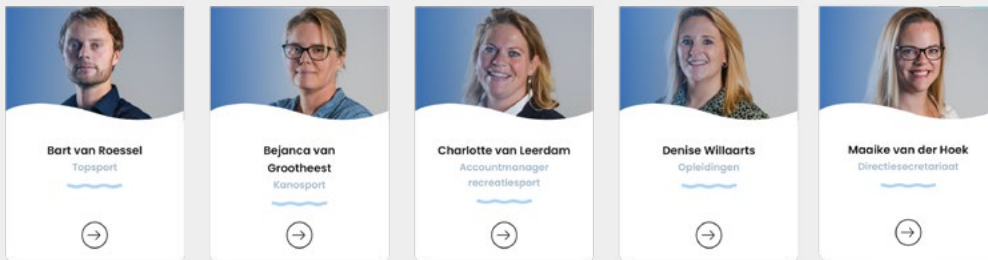 Bart van Roessel
Topsport
Bejanca van
Grootheest
Kanosport
Charlotte van Leerdam
Accountmanager
recreatiesport
Denise Willaarts
Opleidingen
Maaike van der Hoek
Directiesecretariaat